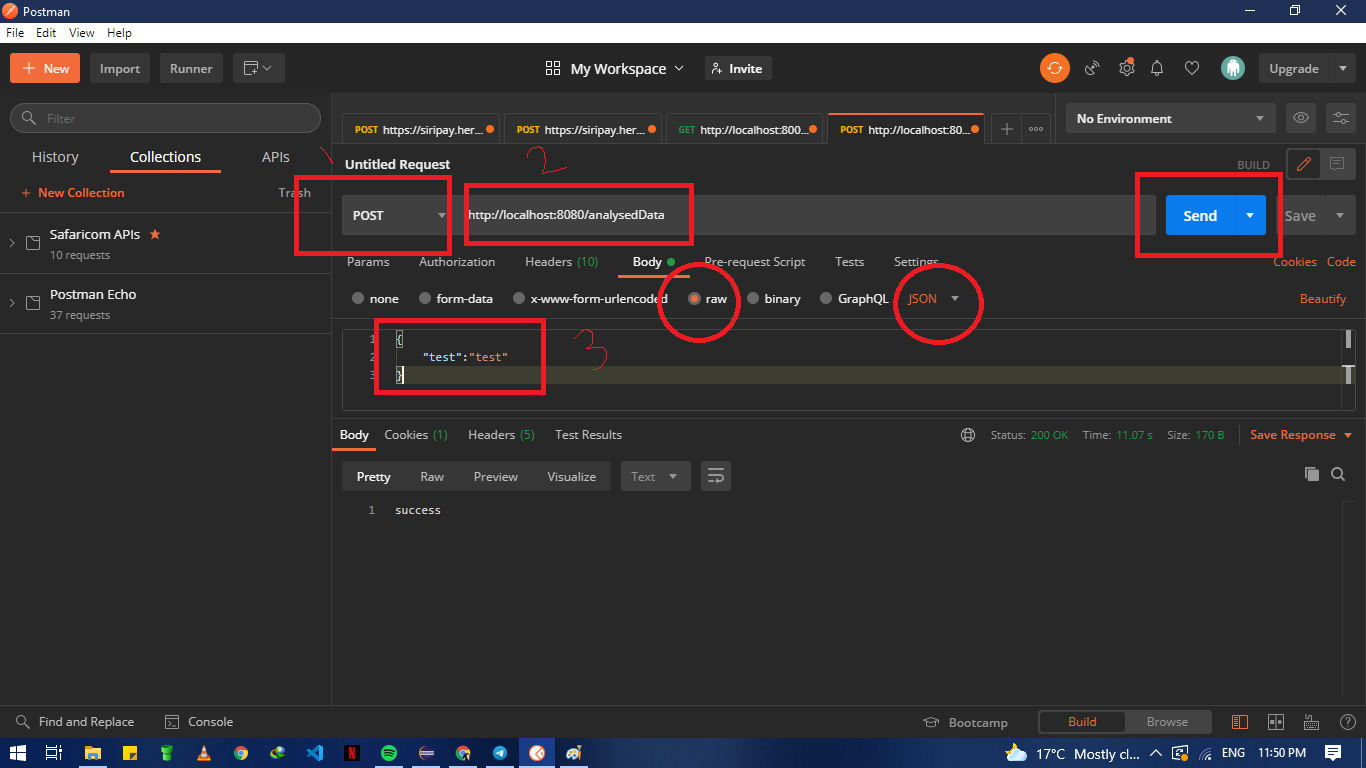 Postman
File Edit View Help
New Import Runner My Workspace Invite Upgrade
Filter
History Collections APIs
New Collection Trash
Safaricom APIs
10 requests
Postman Echo
37 requests
POST https://siripay.her... POST https://siripay.her... GET http://localhost:800... POST http://localhost:80... No Environment
Untitled Request BUILD
2
POST http://localhost:8080/analysedData Send Save
Params Authorization Headers (10) Body Pre-request Script Tests Settings Cookies Code
none form-data x-www-form-urlencoded raw binary GraphQL JSON Beautify
1 {
2 "test":"test"
3 }
3
Body Cookies (1) Headers (5) Test Results Status: 200 OK Time: 11.07 s Size: 170 B Save Response
Pretty Raw Preview Visualize Text
1 success
Find and Replace Console Bootcamp Build Browse
17°C Mostly cl... ENG 11:50 PM